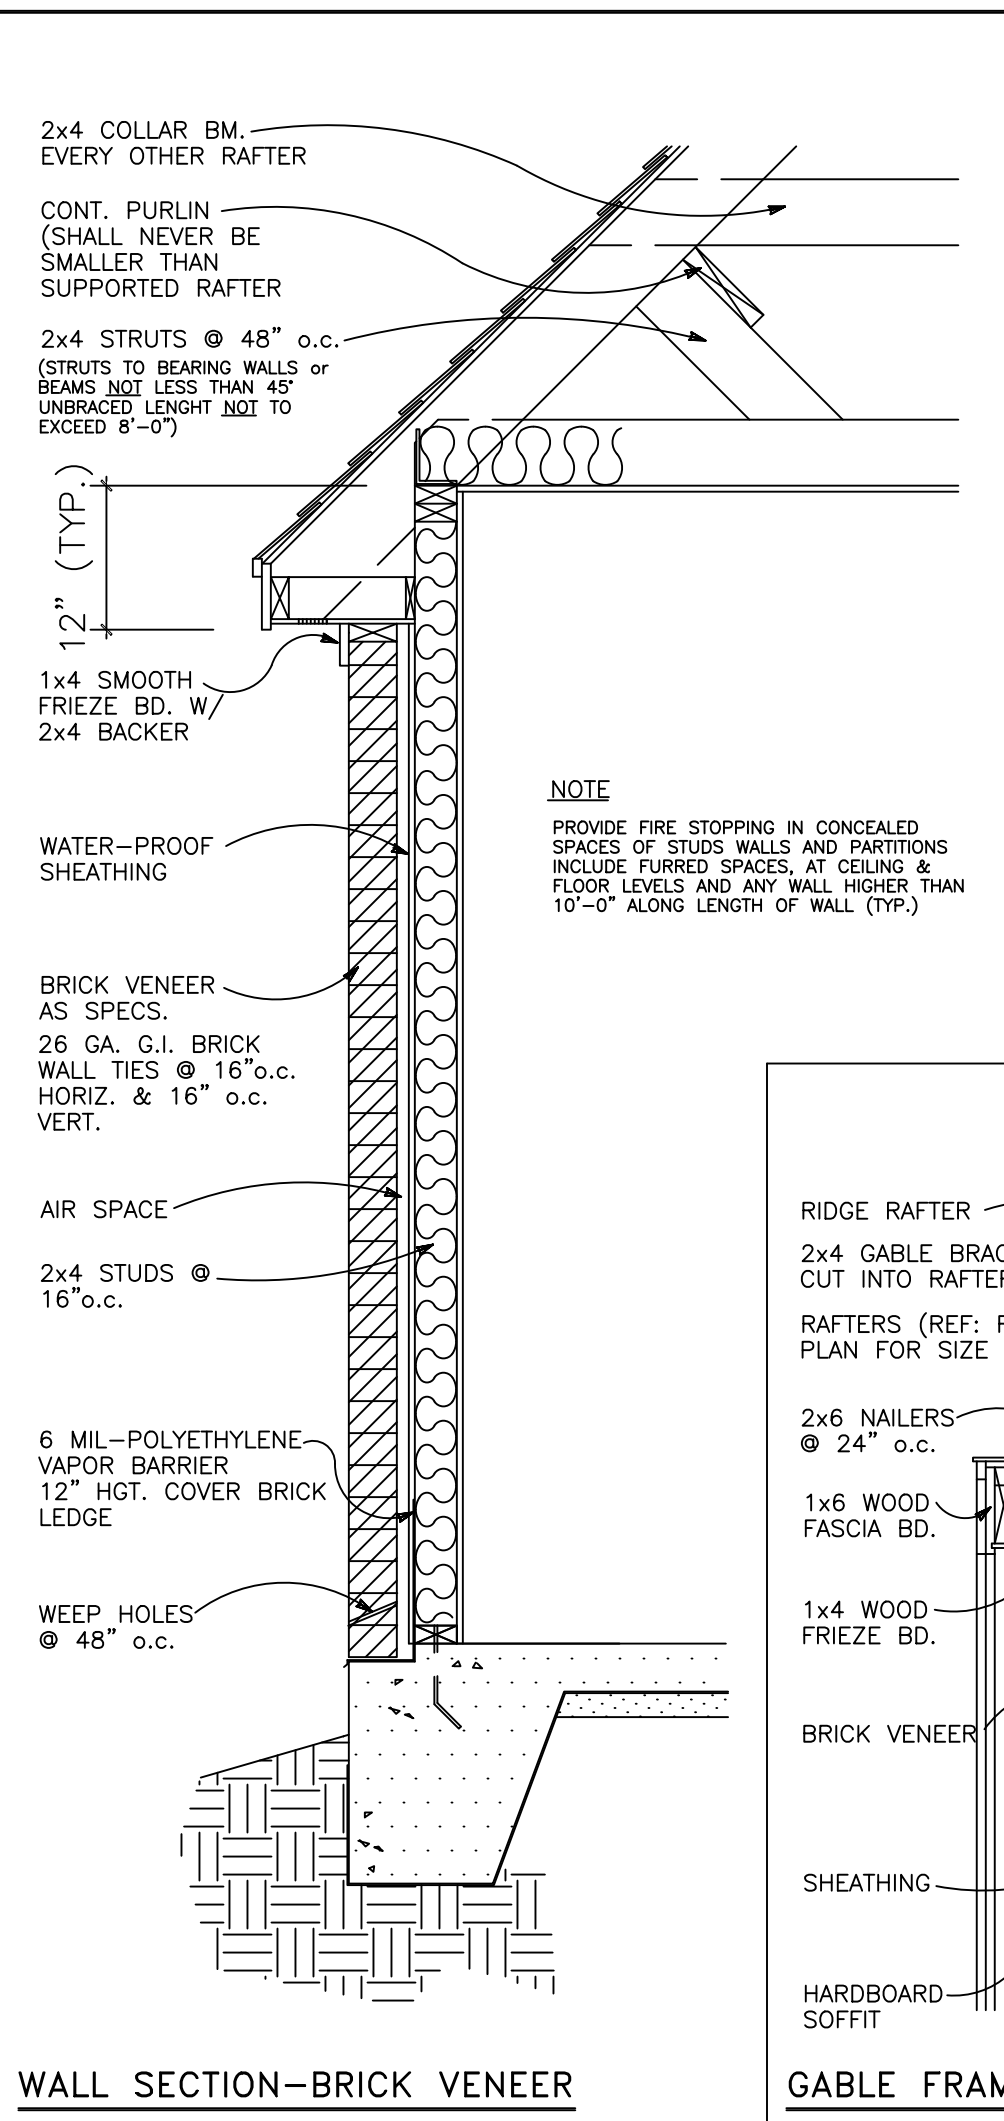 2x4 COLLAR BM.
EVERY OTHER RAFTER
CONT. PURLIN
(SHALL NEVER BE
SMALLER THAN
SUPPORTED RAFTER
2x4 STRUTS @ 48” o.c.
(STRUTS TO BEARING WALLS or
BEAMS NOT LESS THAN 45°
UNBRACED LENGHT NOT TO
EXCEED 8'-0")
12” (TYP.)
1x4 SMOOTH
FRIEZE BD. W/
2x4 BACKER
WATER-PROOF
SHEATHING
BRICK VENEER
AS SPECS.
26 GA. G.I. BRICK
WALL TIES @ 16”o.c.
HORIZ. & 16” o.c.
VERT.
AIR SPACE
2x4 STUDS @
16”o.c.
6 MIL-POLYETHYLENE
VAPOR BARRIER
12” HGT. COVER BRICK
LEDGE
WEEP HOLES
@ 48” o.c.
NOTE
PROVIDE FIRE STOPPING IN CONCEALED
SPACES OF STUDS WALLS AND PARTITIONS
INCLUDE FURRED SPACES, AT CEILING &
FLOOR LEVELS AND ANY WALL HIGHER THAN
10'-0" ALONG LENGTH OF WALL (TYP.)
WALL SECTION-BRICK VENEER
RIDGE RAFTER
2x4 GABLE BRAC
CUT INTO RAFTER
RAFTERS (REF: F
PLAN FOR SIZE
2x6 NAILERS
@ 24” o.c.
1x6 WOOD
FASCIA BD.
1x4 WOOD
FRIEZE BD.
BRICK VENEER
SHEATHING
HARDBOARD
SOFFIT
GABLE FRAM